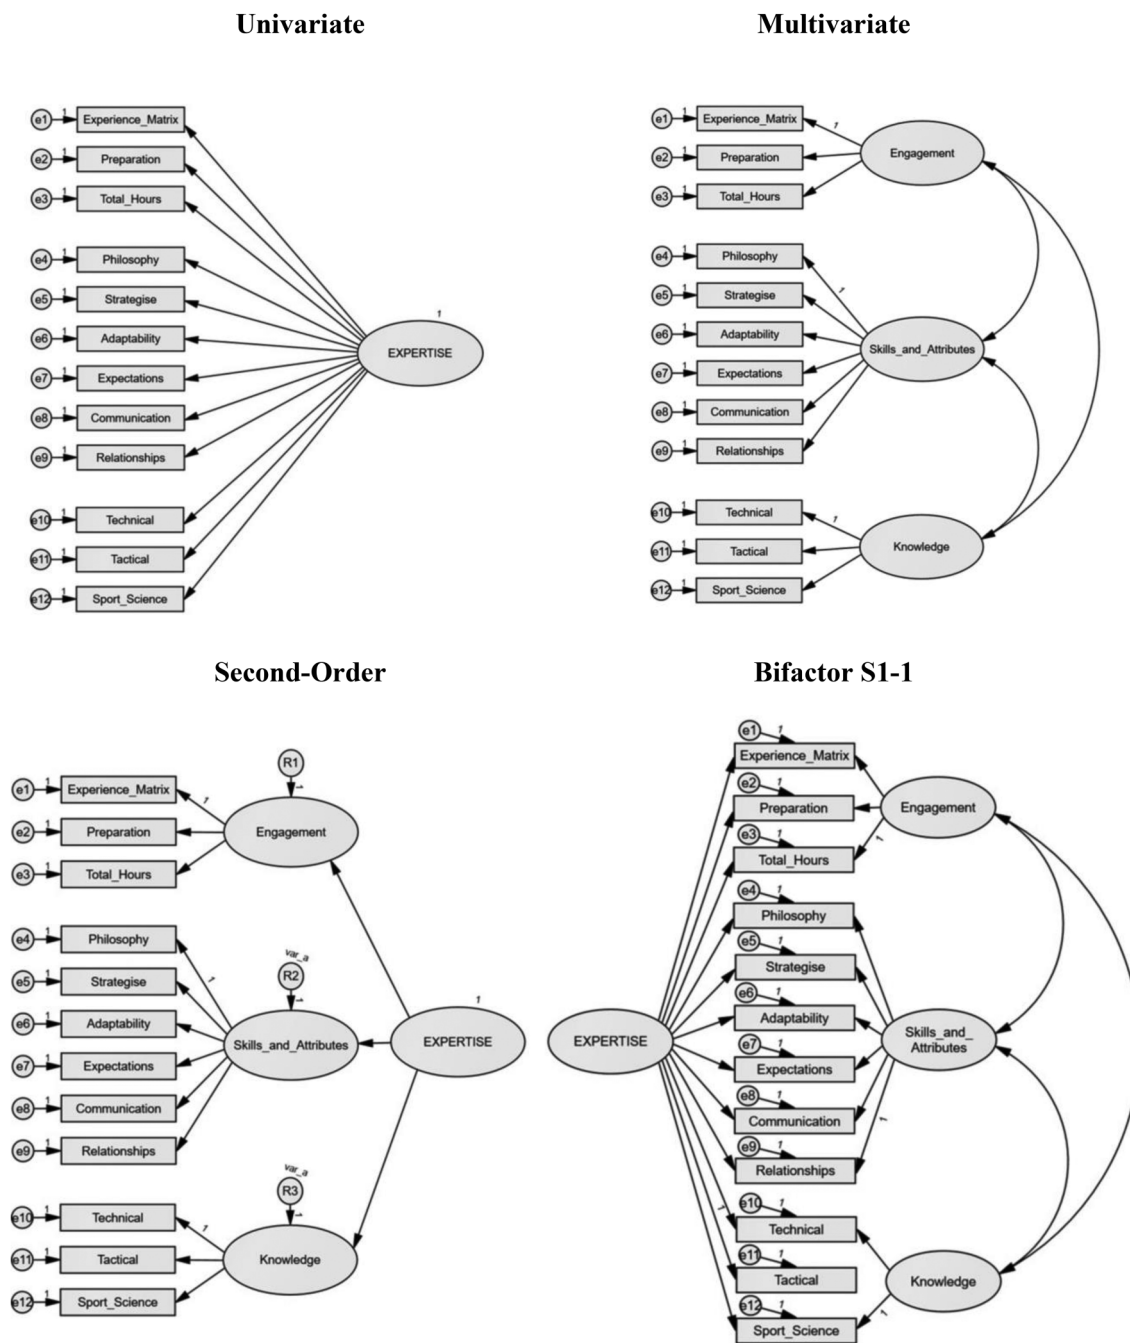 Univariate
1
e1
Experience_Matrix
1
e2
Preparation
1
e3
Total_Hours
1
e4
Philosophy
1
e5
Strategise
1
e6
Adaptability
1
e7
Expectations
1
e8
Communication
1
e9
Relationships
1
e10
Technical
1
e11
Tactical
1
e12
Sport_Science
1
EXPERTISE
Multivariate
1
e1
Experience_Matrix
1
e2
Preparation
1
e3
Total_Hours
1
Engagement
1
e4
Philosophy
1
e5
Strategise
1
e6
Adaptability
1
e7
Expectations
1
e8
Communication
1
e9
Relationships
1
Skills_and_Attributes
1
e10
Technical
1
e11
Tactical
1
e12
Sport_Science
1
Knowledge
Second-Order
R1
1
1
e1
Experience_Matrix
1
e2
Preparation
1
e3
Total_Hours
1
Engagement
1
e4
Philosophy
1
e5
Strategise
1
e6
Adaptability
1
e7
Expectations
1
e8
Communication
1
e9
Relationships
1
var_a
R2
1
Skills_and_Attributes
1
EXPERTISE
var_a
R3
1
1
e10
Technical
1
e11
Tactical
1
e12
Sport_Science
1
Knowledge
Bifactor S1-1
e1
1
Experience_Matrix
e2
1
Preparation
e3
1
Total_Hours
1
Engagement
e4
1
Philosophy
e5
1
Strategise
e6
1
Adaptability
e7
1
Expectations
e8
1
Communication
e9
1
Relationships
1
EXPERTISE
Skills_and_
Attributes
1
e10
1
Technical
e11
1
Tactical
e12
1
Sport_Science
1
Knowledge